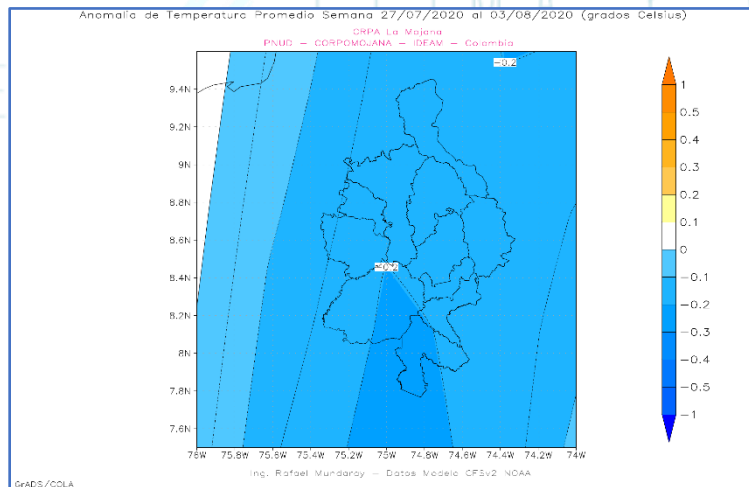 Anomalia de Temperatura Promedio Semana 27/07/2020 al 03/08/2020 (grados Celsius)
CRPA La Mojana
PNUD – CORPOMOJANA – IDEAM – Colombia
-0.2
9.4N
9.2N
9N
8.8N
8.6N
8.4N
8.2N
8N
7.8N
7.6N
-0.2
1
0.5
0.4
0.3
0.2
0.1
0
-0.1
-0.2
-0.3
-0.4
-0.5
-1
76W 75.8W 75.6W 75.4W 75.2W 75W 74.8W 74.6W 74.4W 74.2W 74W
Ing. Rafael Mundaray – Datos Modelo CFSv2 NOAA
GrADS/COLA